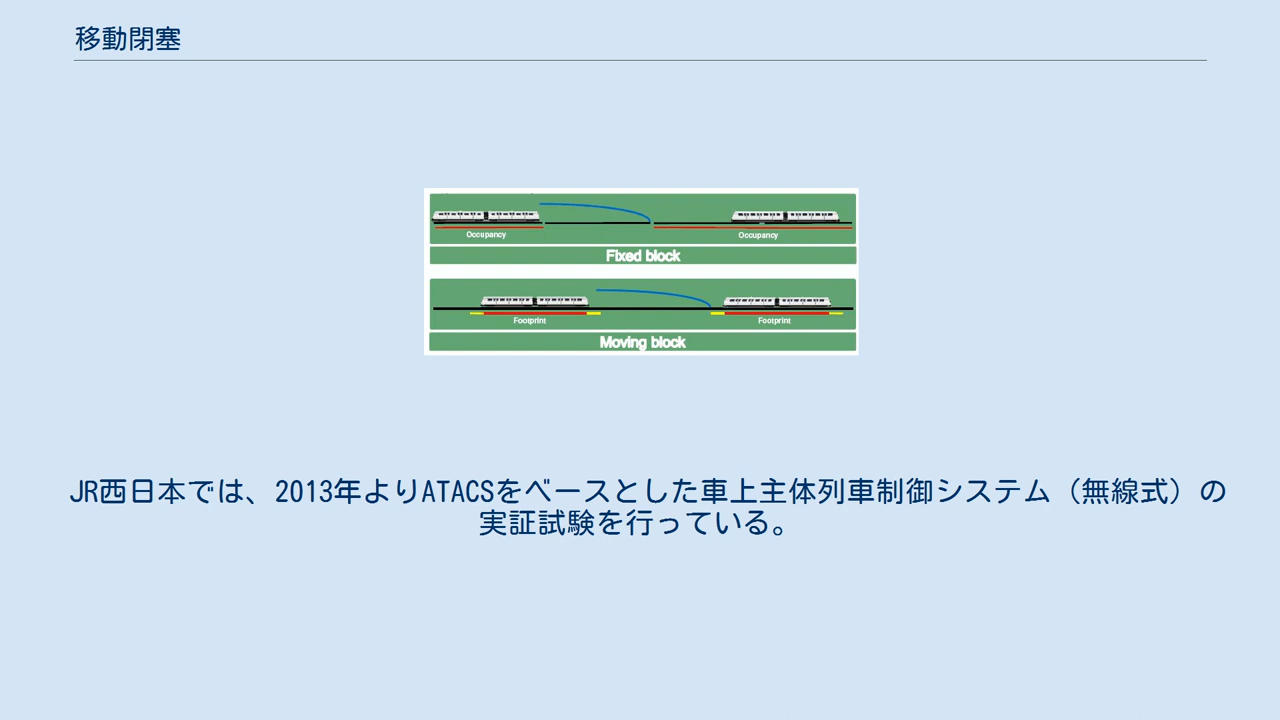 移動閉塞
Occupancy
Occupancy
Fixed block
Footprint
Footprint
Moving block
JR西日本では、2013年よりATACSをベースとした車上主体列車制御システム（無線式）の
実証試験を行っている。